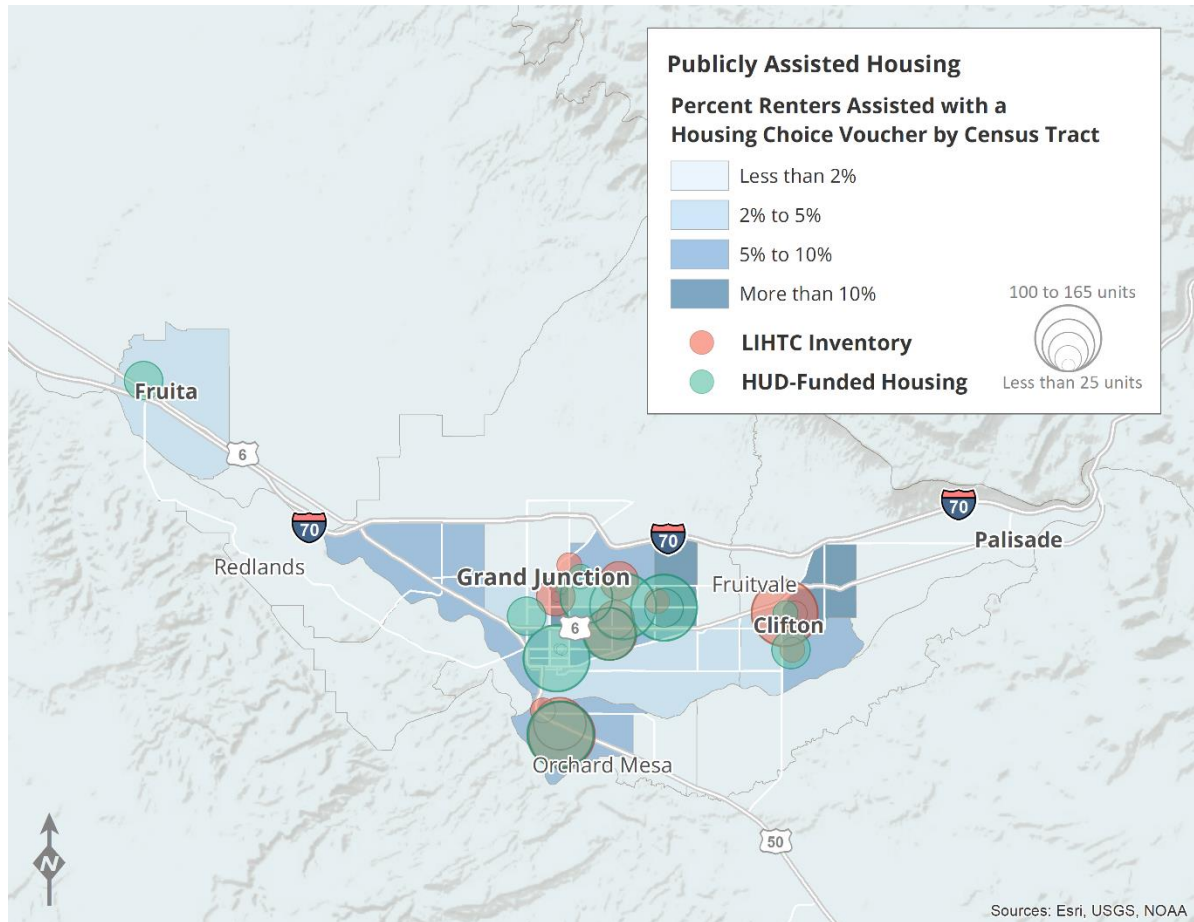 Publicly Assisted Housing
Percent Renters Assisted with a
Housing Choice Voucher by Census Tract
Less than 2%
2% to 5%
5% to 10%
More than 10%
100 to 165 units
LIHTC Inventory
HUD-Funded Housing
Less than 25 units
Fruita
6
70
70
70
Palisade
Redlands
Grand Junction
Fruitvale
6
Clifton
Orchard Mesa
50
N
Sources: Esri, USGS, NOAA